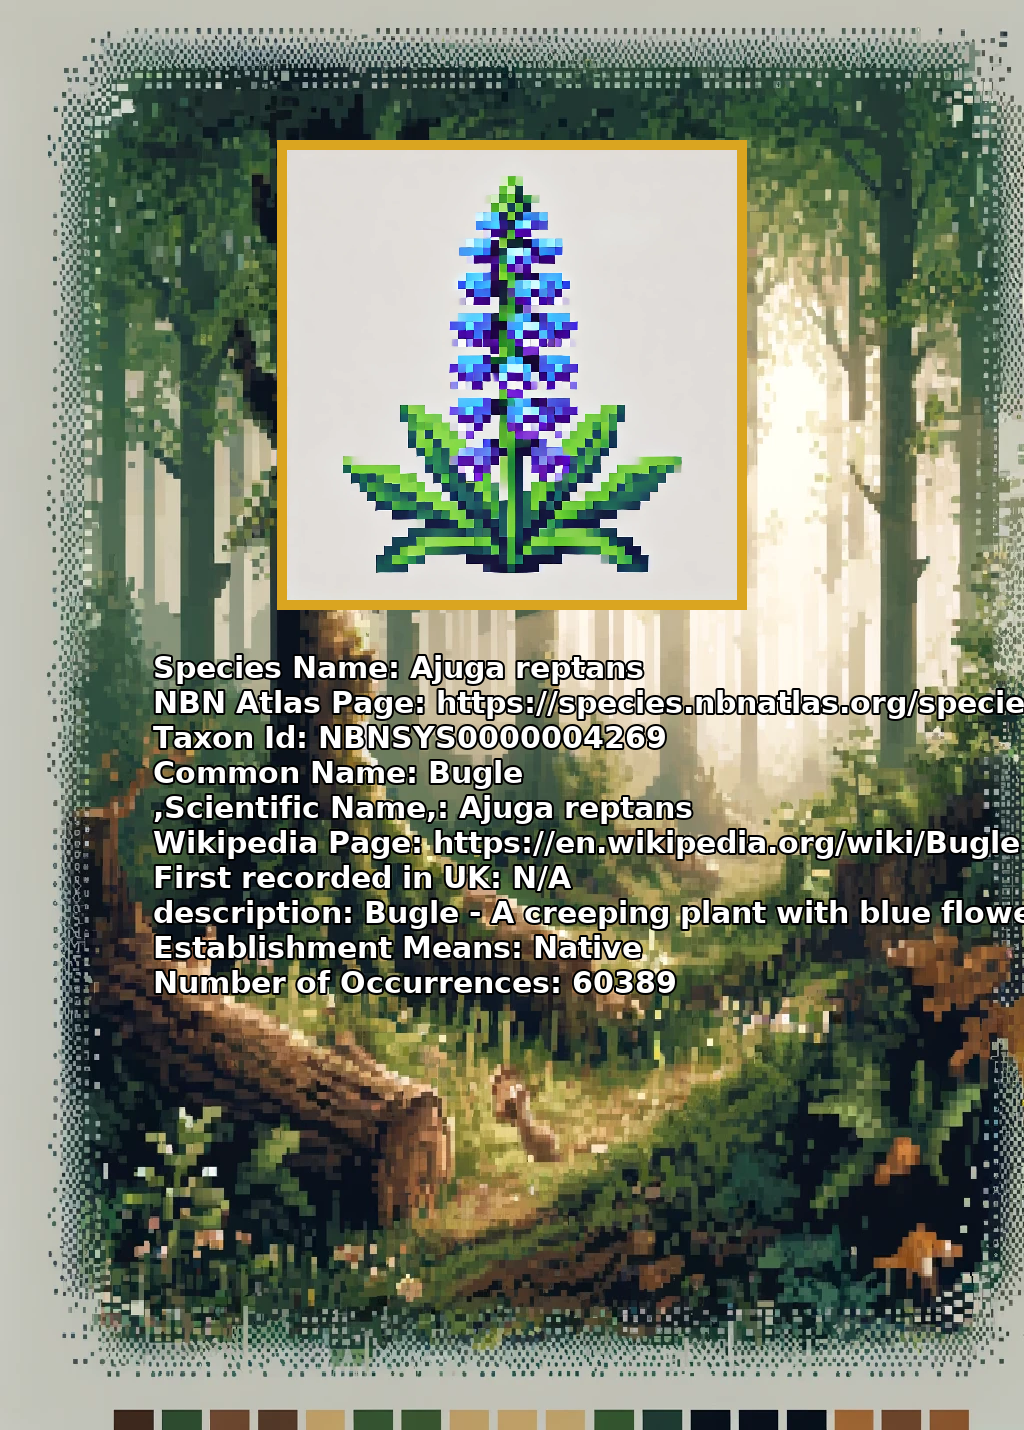 Species Name: Ajuga reptans
NBN Atlas Page: https://species.nbnatlas.org/specie
Taxon Id: NBNSYS0000004269
Common Name: Bugle
,Scientific Name,: Ajuga reptans
Wikipedia Page: https://en.wikipedia.org/wiki/Bugle
First recorded in UK: N/A
description: Bugle - A creeping plant with blue flowe
Establishment Means: Native
Number of Occurrences: 60389